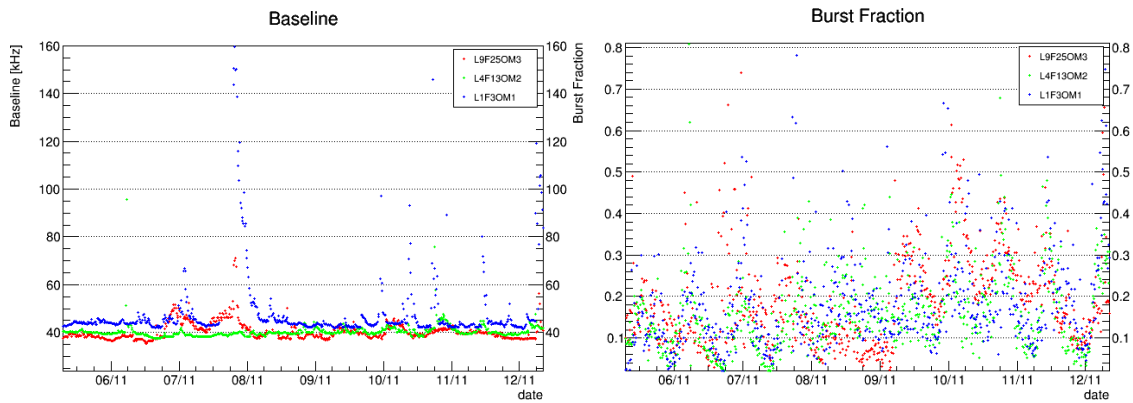 Baseline
Baseline [kHz]
160
140
120
100
80
60
40
160
140
120
100
80
60
40
L9F25OM3
L4F13OM2
L1F3OM1
06/11 07/11 08/11 09/11 10/11 11/11 12/11
date
Burst Fraction
Burst Fraction
0.8
0.7
0.6
0.5
0.4
0.3
0.2
0.1
0.8
0.7
0.6
0.5
0.4
0.3
0.2
0.1
L9F25OM3
L4F13OM2
L1F3OM1
06/11 07/11 08/11 09/11 10/11 11/11 12/11
date